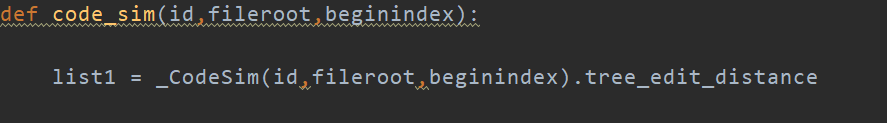 def code_sim(id,fileroot,beginindex):
list1 = _CodeSim(id,fileroot,beginindex).tree_edit_distance